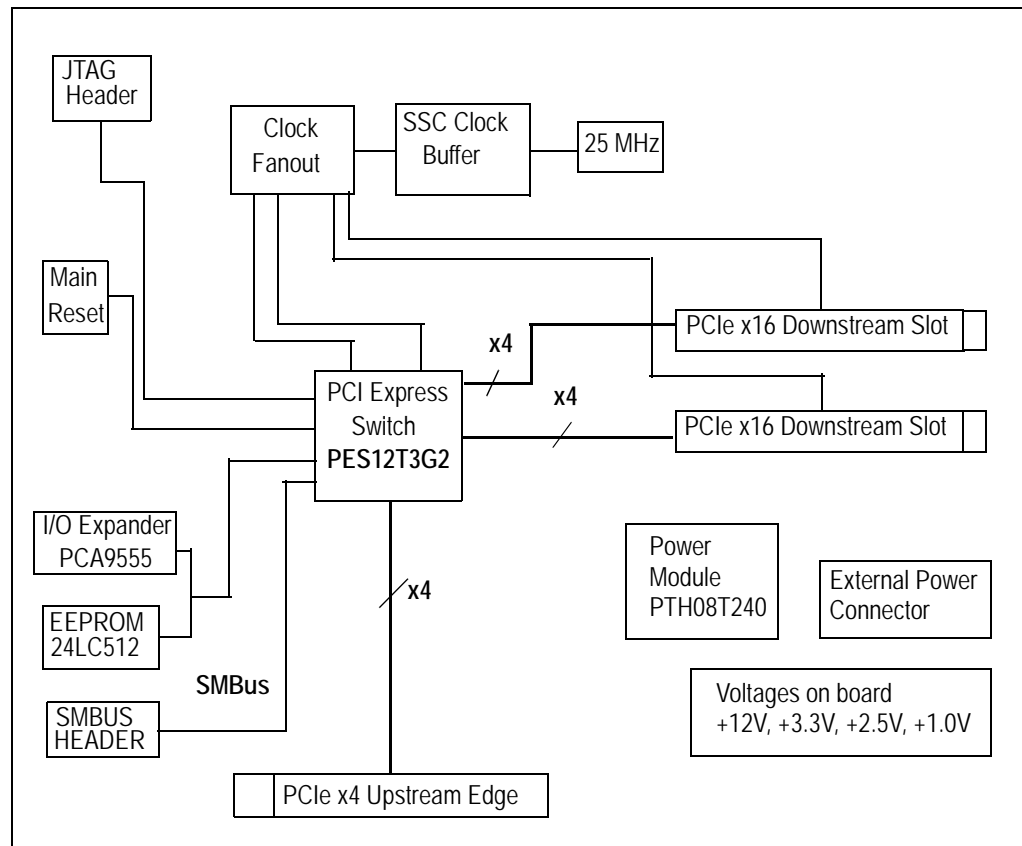 JTAG
Header
Clock
Fanout
SSC Clock
Buffer
25 MHz
Main
Reset
PCIe x16 Downstream Slot
x4
PCI Express
Switch
PES12T3G2
x4
PCIe x16 Downstream Slot
I/O Expander
PCA9555
EEPROM
24LC512
x4
Power
Module
PTH08T240
External Power
Connector
SMBus
SMBUS
HEADER
Voltages on board
+12V, +3.3V, +2.5V, +1.0V
PCIe x4 Upstream Edge